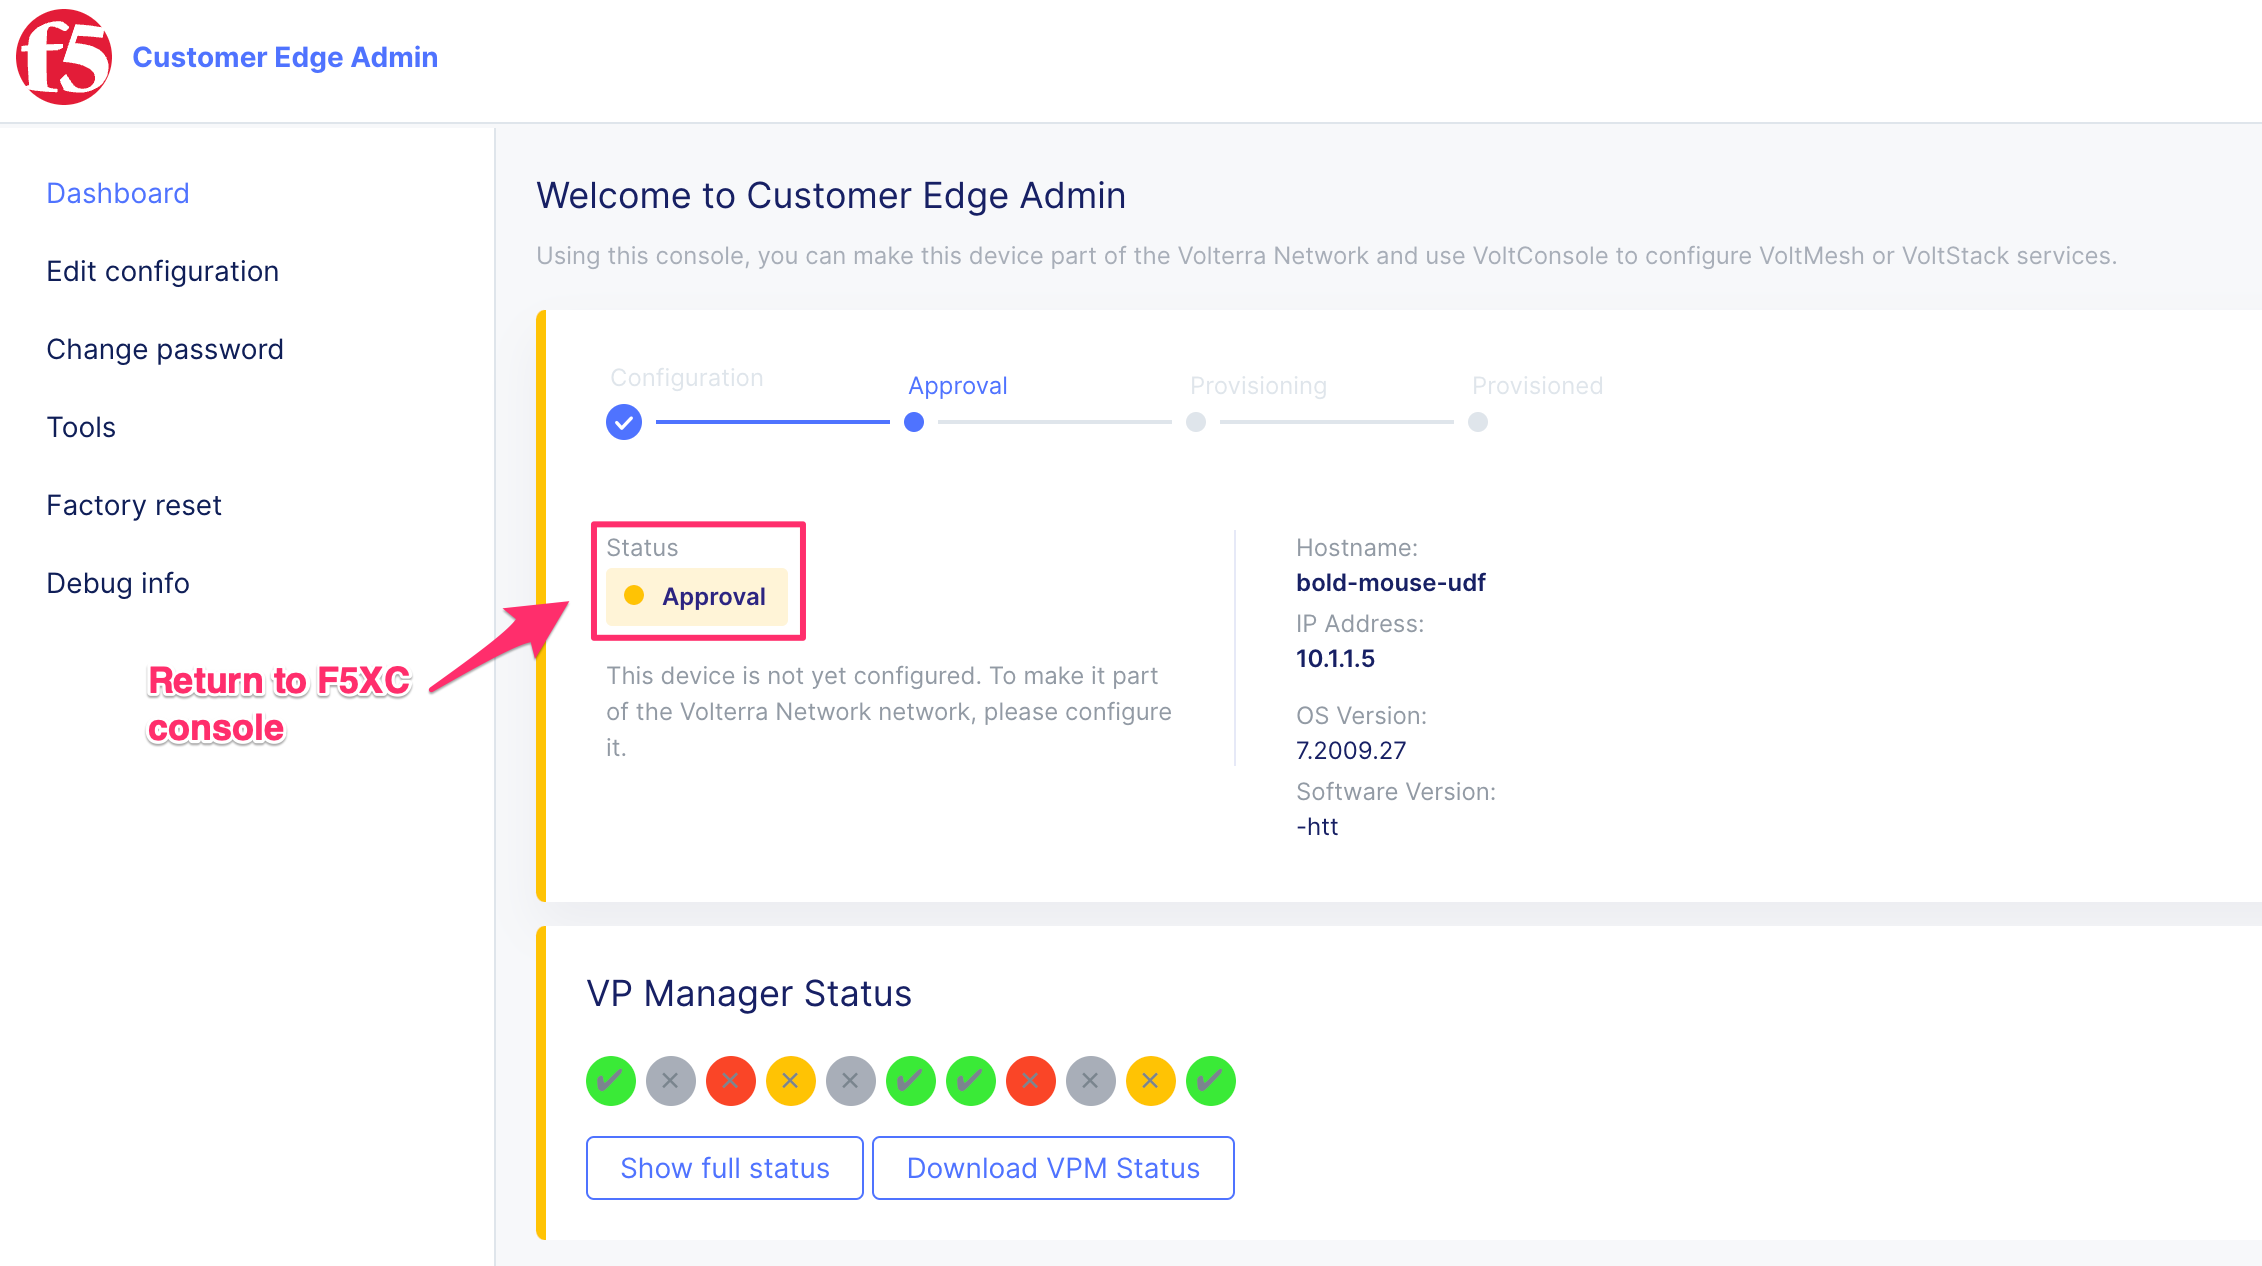 f5 Customer Edge Admin
Dashboard
Edit configuration
Change password
Tools
Factory reset
Debug info
Return to F5XC
console
Welcome to Customer Edge Admin
Using this console, you can make this device part of the Volterra Network and use VoltConsole to configure VoltMesh or VoltStack services.
Configuration
Approval
Provisioning
Provisioned
Status
Approval
This device is not yet configured. To make it part
of the Volterra Network network, please configure
it.
Hostname:
bold-mouse-udf
IP Address:
10.1.1.5
OS Version:
7.2009.27
Software Version:
-htt
VP Manager Status
Show full status
Download VPM Status